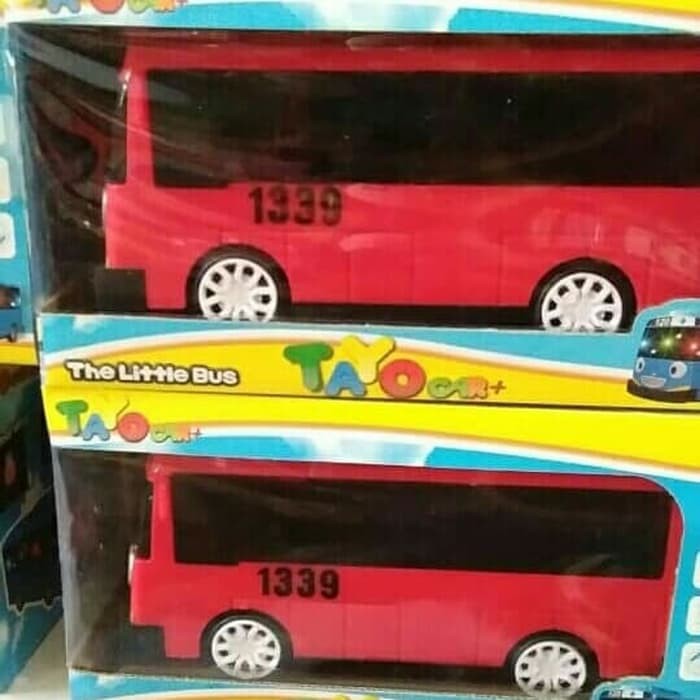 1339
The Little Bus
TAYO CAR+
TAYO CAR+
1339